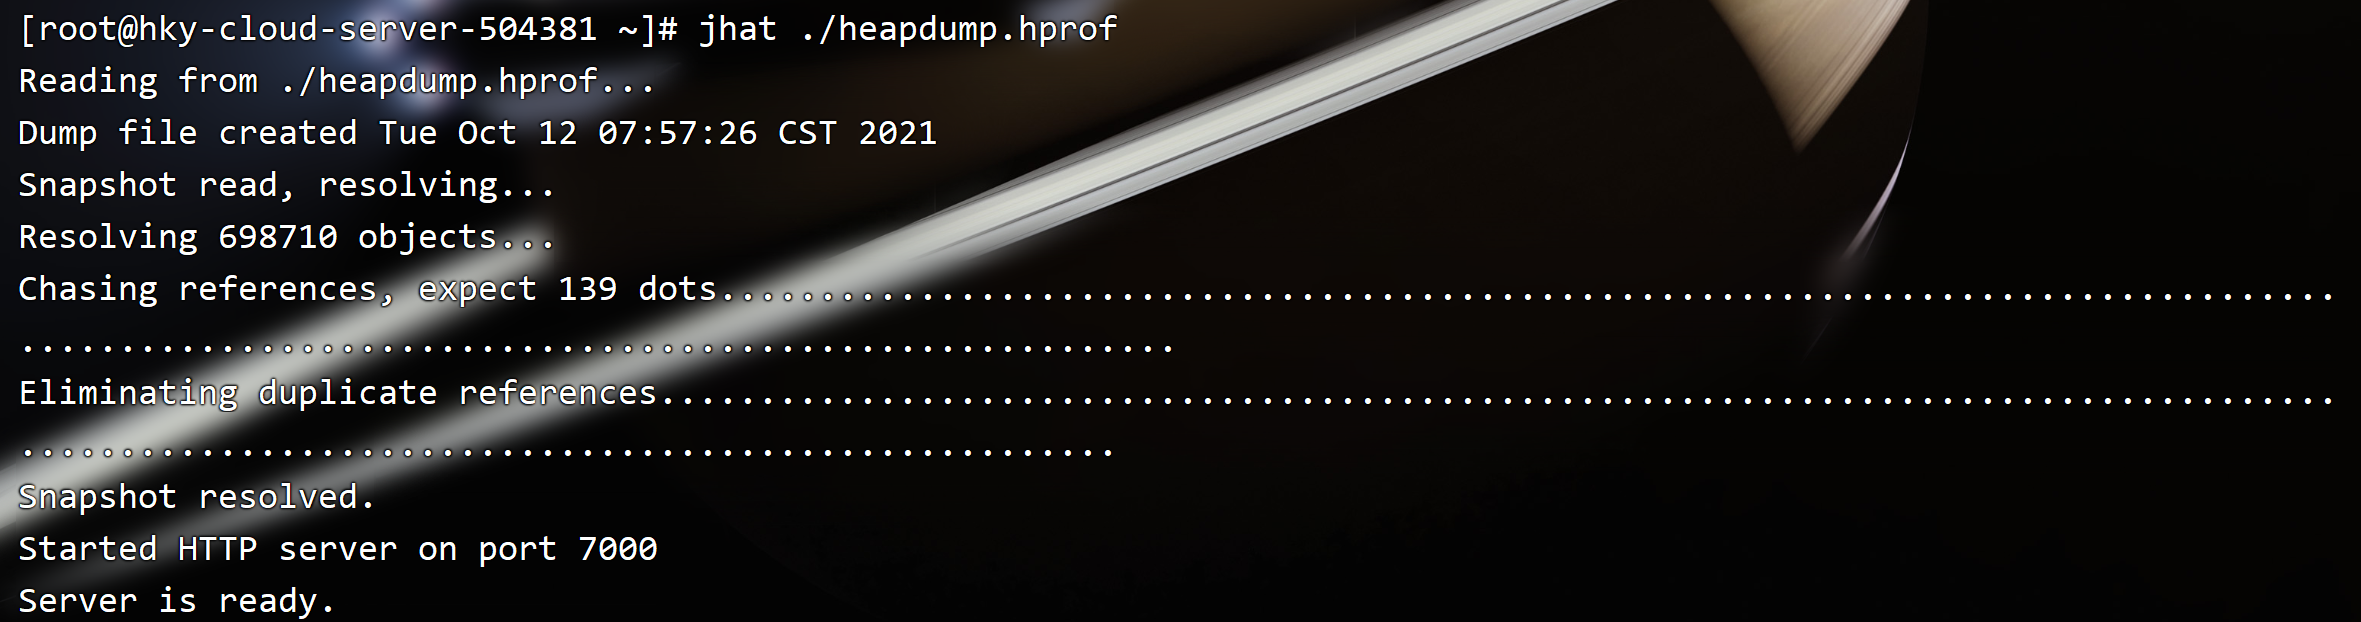 [root@hky-cloud-server-504381 ~]# jhat ./heapdump.hprof
Reading from ./heapdump.hprof...
Dump file created Tue Oct 12 07:57:26 CST 2021
Snapshot read, resolving...
Resolving 698710 objects...
Chasing references, expect 139 dots.................................................................................
..........................................................
Eliminating duplicate references....................................................................................
.......................................................
Snapshot resolved.
Started HTTP server on port 7000
Server is ready.